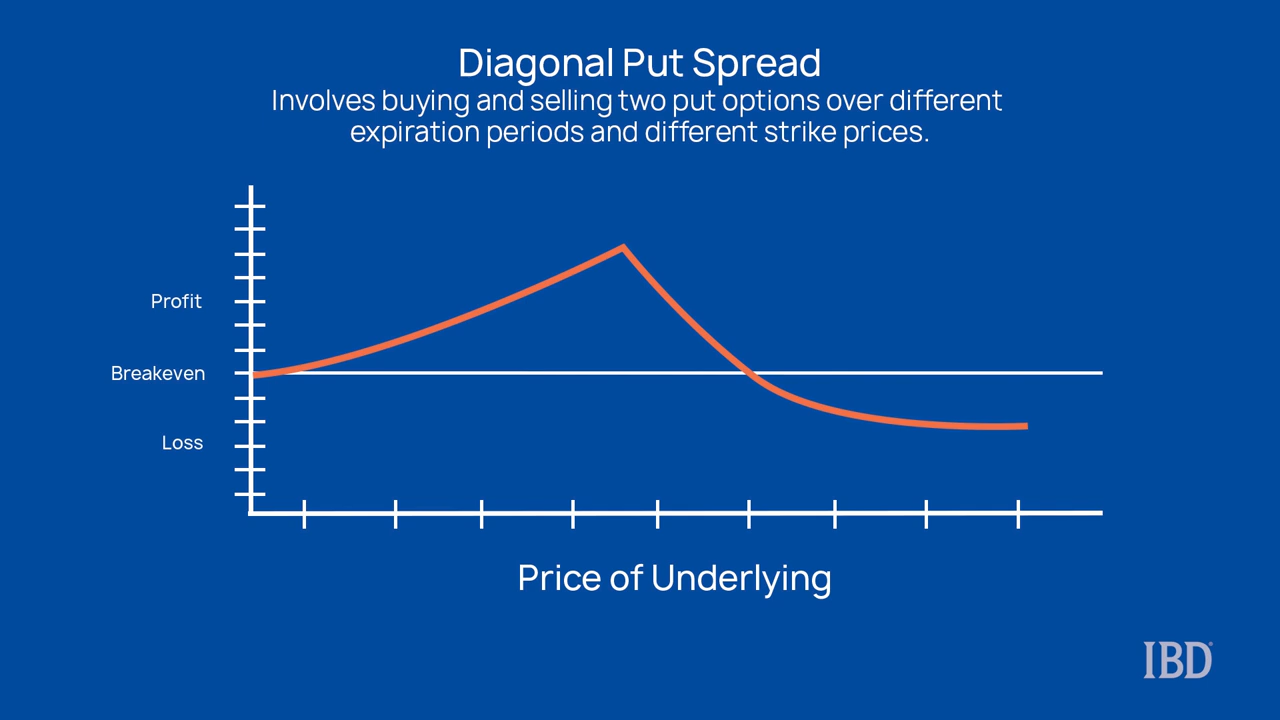 Diagonal Put Spread
Involves buying and selling two put options over different
expiration periods and different strike prices.
Profit
Breakeven
Loss
Price of Underlying
IBD